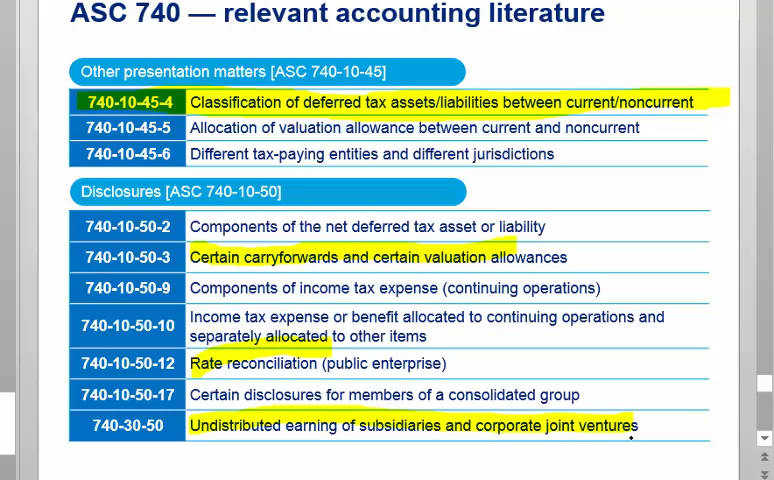 ASC 740 — relevant accounting literature
Other presentation matters [ASC 740-10-45]
740-10-45-4 Classification of deferred tax assets/liabilities between current/noncurrent
740-10-45-5 Allocation of valuation allowance between current and noncurrent
740-10-45-6 Different tax-paying entities and different jurisdictions
Disclosures [ASC 740-10-50]
740-10-50-2 Components of the net deferred tax asset or liability
740-10-50-3 Certain carryforwards and certain valuation allowances
740-10-50-9 Components of income tax expense (continuing operations)
740-10-50-10 Income tax expense or benefit allocated to continuing operations and
separately allocated to other items
740-10-50-12 Rate reconciliation (public enterprise)
740-10-50-17 Certain disclosures for members of a consolidated group
740-30-50 Undistributed earning of subsidiaries and corporate joint ventures